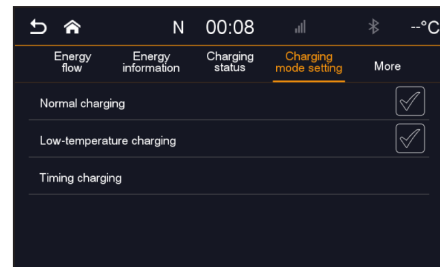 N 00:08 --°C
Energy flow
Energy information
Charging status
Charging mode setting
More
Normal charging
Low-temperature charging
Timing charging